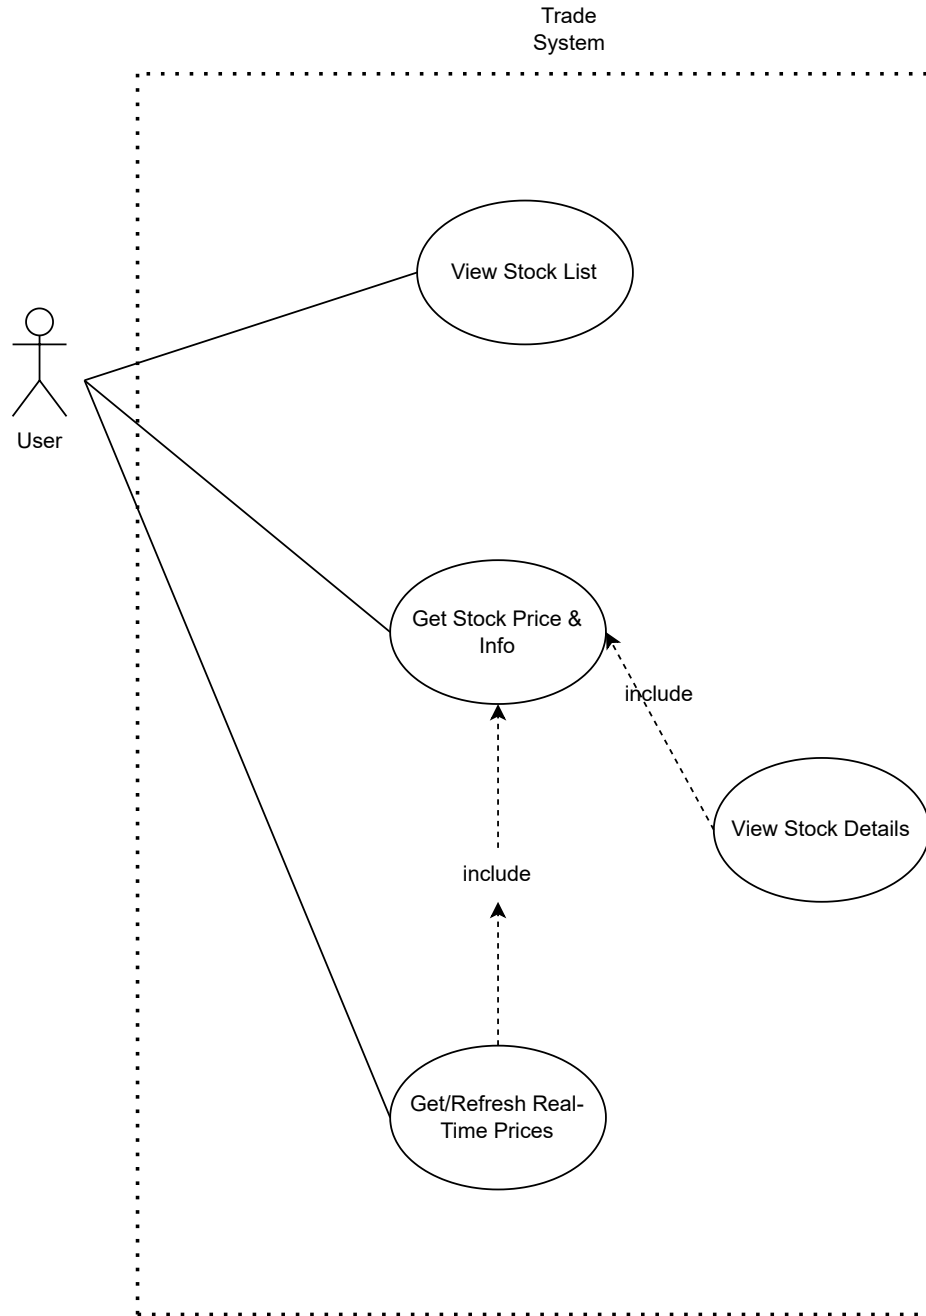 Trade
System
View Stock List
User
Get Stock Price &
Info
include
View Stock Details
include
Get/Refresh Real-
Time Prices